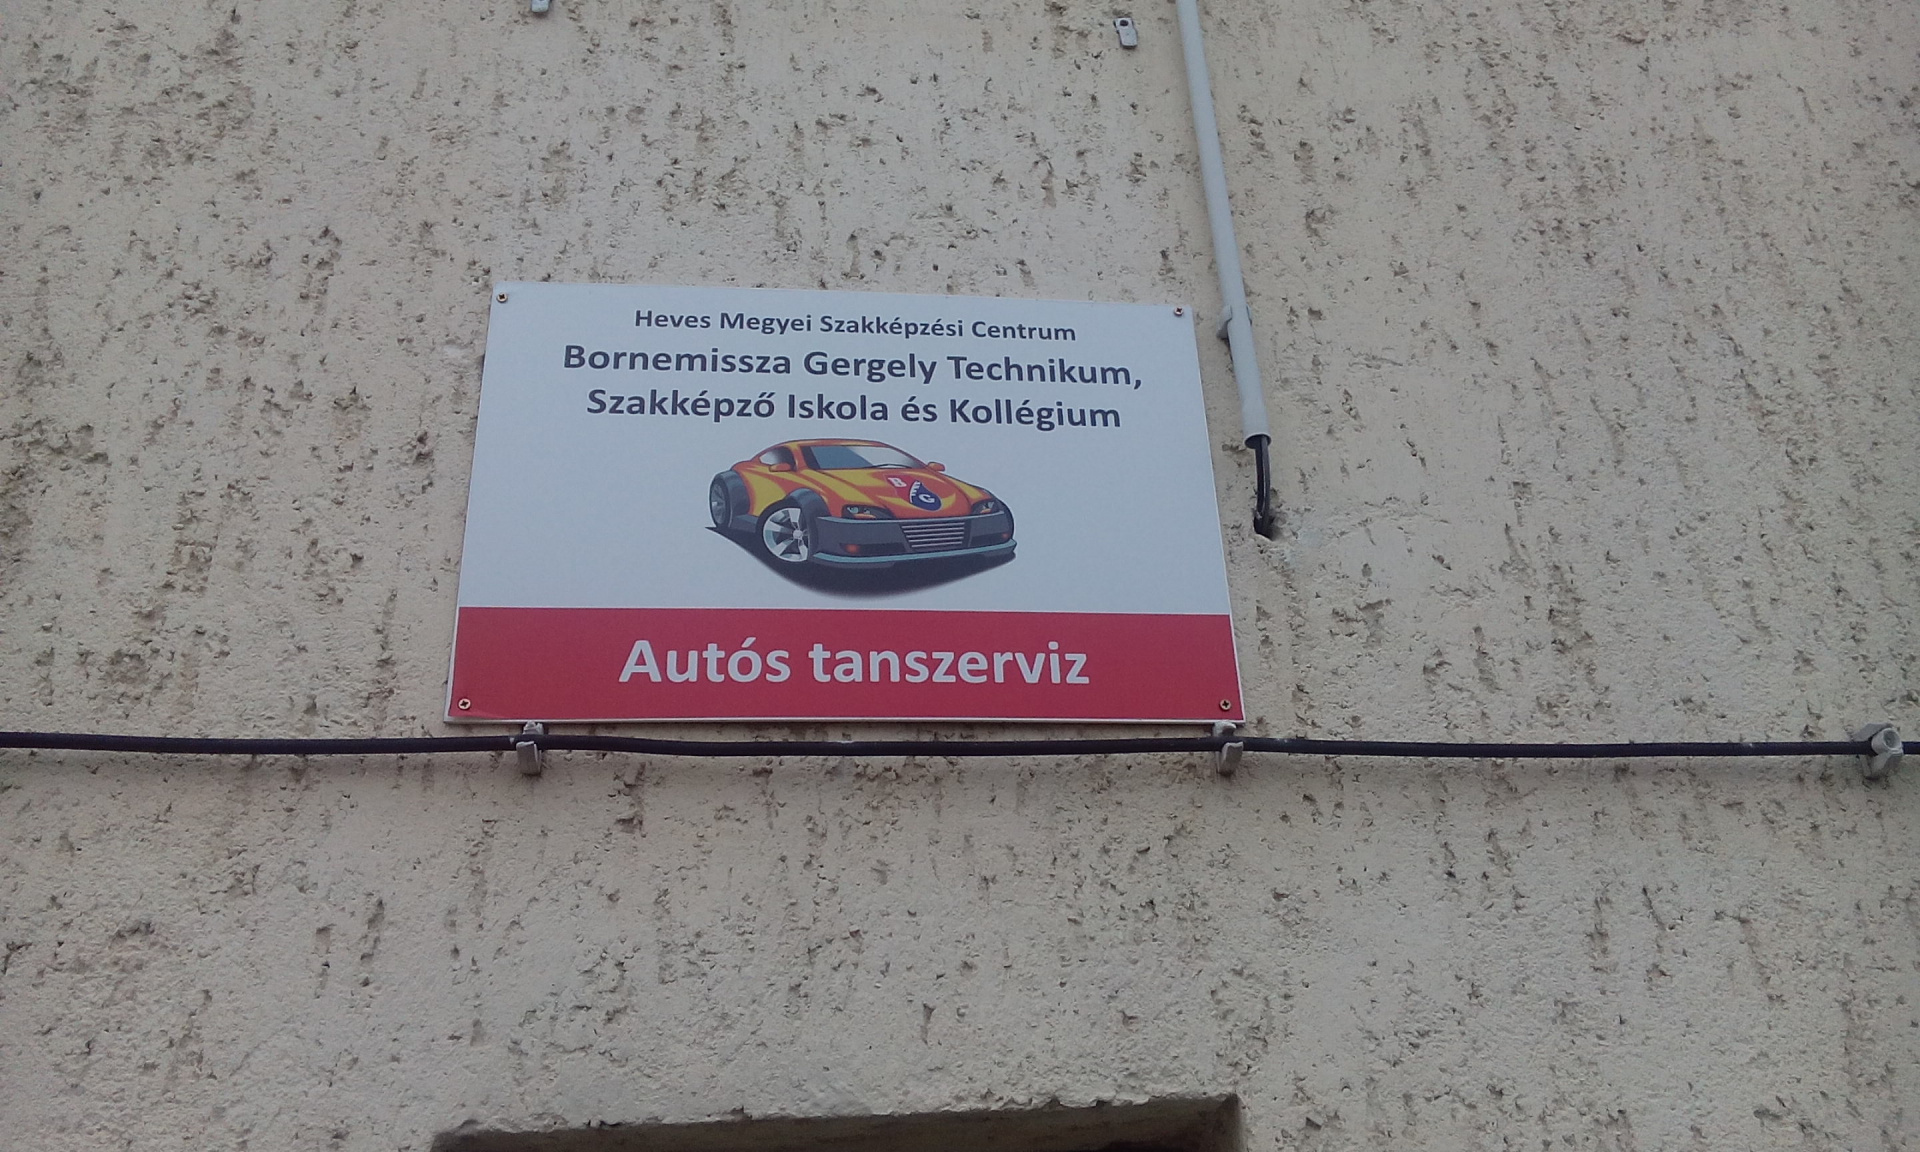 Heves Megyei Szakképzési Centrum
Bornemissza Gergely Technikum,
Szakképző Iskola és Kollégium
B
G
Autós tanszerviz